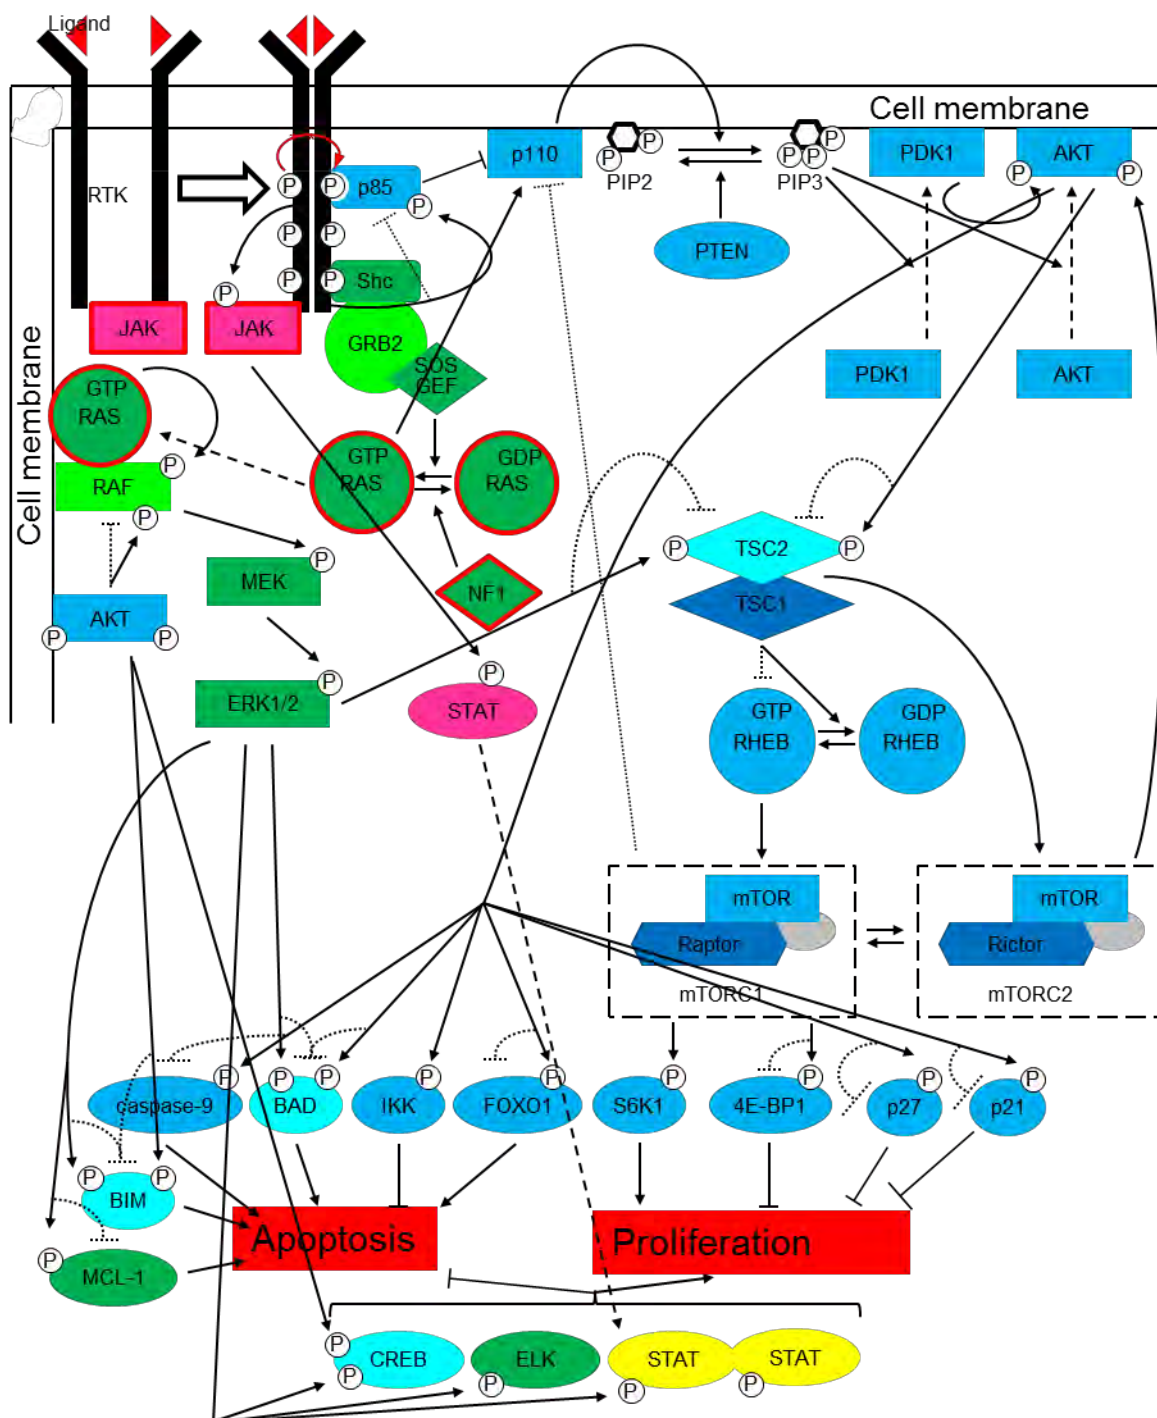 Ligand
Cell membrane
RTK
P
P
p85
P
p110
P
P
PIP2
P
P
P
PIP3
PDK1
AKT
P
P
PTEN
P
P
P
P
Shc
P
JAK
JAK
GRB2
SOS
GEF
PDK1
AKT
Cell membrane
GTP
RAS
P
RAF
P
GTP
RAS
GDP
RAS
P
TSC2
P
TSC1
NF1
P
MEK
AKT
P
P
P
ERK1/2
P
STAT
GTP
RHEB
GDP
RHEB
mTOR
Raptor
mTORC1
mTOR
Rictor
mTORC2
P
caspase-9
P
P
BAD
P
IKK
P
FOXO1
P
S6K1
P
4E-BP1
P
p27
P
p21
P
P
BIM
P
MCL-1
Apoptosis
Proliferation
P
P
CREB
P
ELK
P
STAT
P
STAT